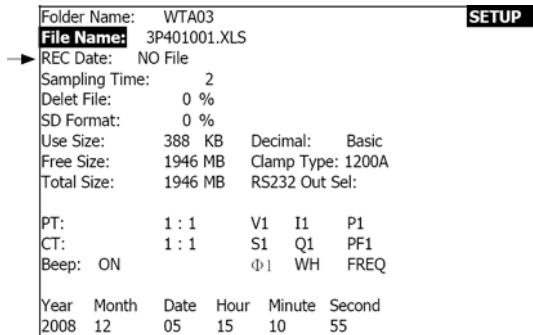 Folder Name: WTA03 SETUP
File Name: 3P401001.XLS
REC Date: NO File
Sampling Time: 2
Delet File: 0 %
SD Format: 0 %
Use Size: 388 KB Decimal: Basic
Free Size: 1946 MB Clamp Type: 1200A
Total Size: 1946 MB RS232 Out Sel:
PT: 1 : 1 V1 I1 P1
CT: 1 : 1 S1 Q1 PF1
Beep: ON Φ1 WH FREQ
Year Month Date Hour Minute Second
2008 12 05 15 10 55